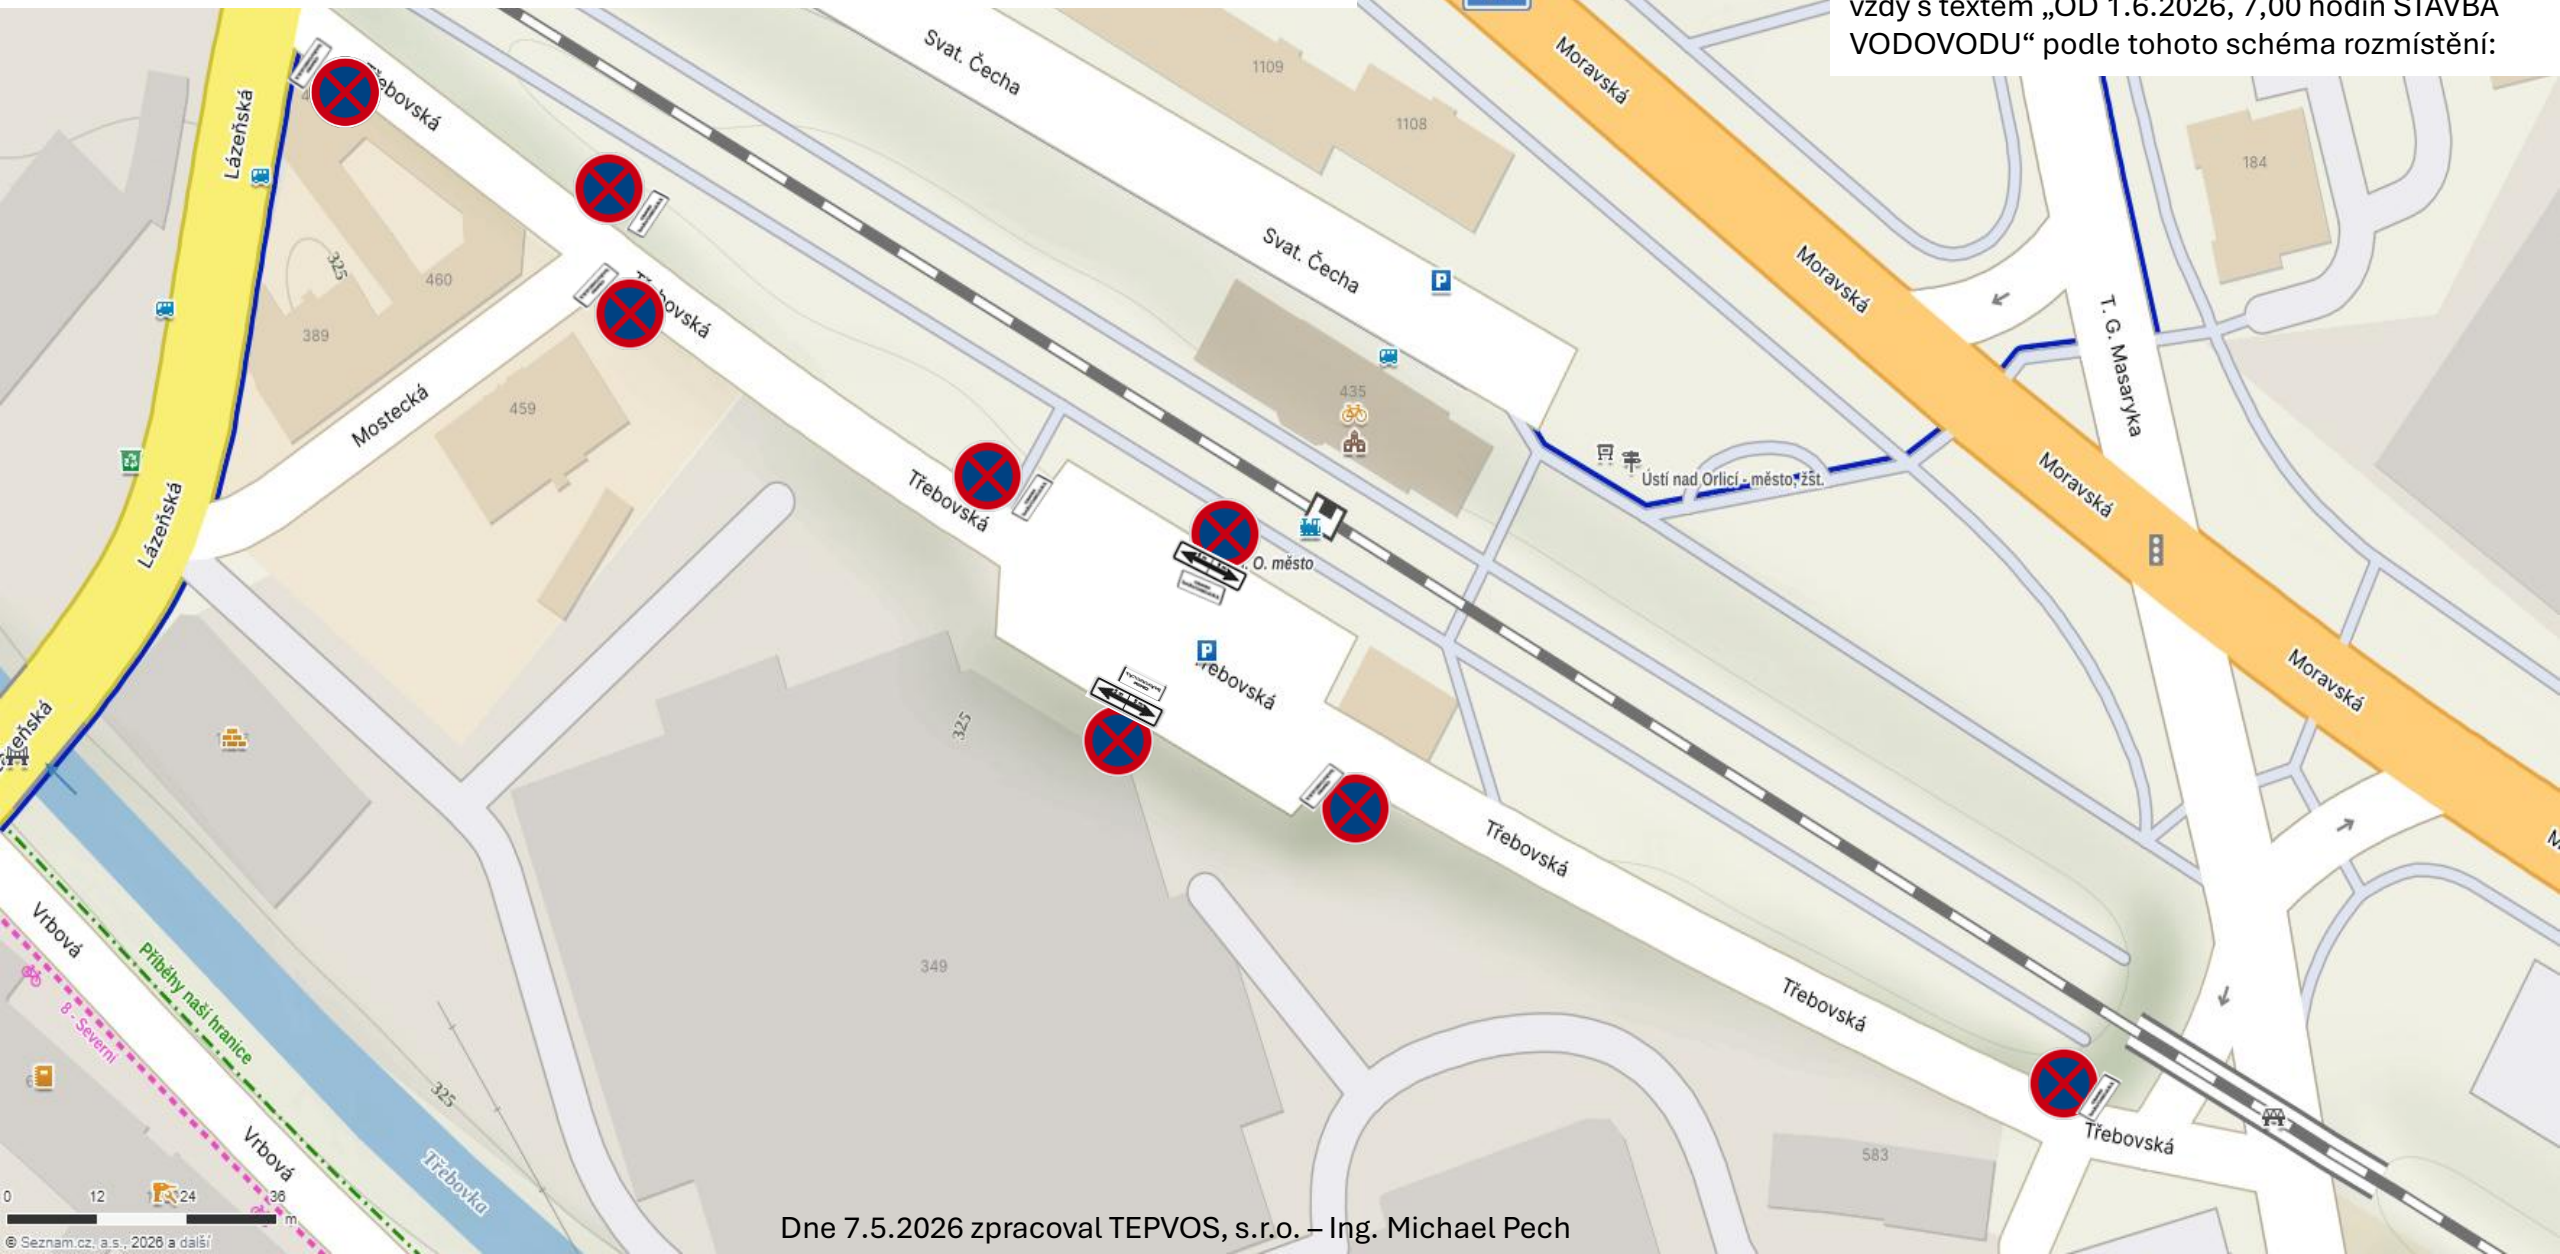 vždy s textem „OD 1.6.2026, 7,00 hodin STAVBA
VODOVODU“ podle tohoto schéma rozmístění:
Svat. Čecha
Moravská
1109
1108
Třebovská
Lázeňská
184
Svat. Čecha
Moravská
P
325
460
389
T. G. Masaryka
435
459
Mostecká
Třebovská
Moravská
Ústí nad Orlicí - město, žst.
Lázeňská
O. město
P
Třebovská
Moravská
325
Třebovská
349
Vrbová
Příběhy naší hranice
8 - Severní
Třebovská
325
Vrbová
Třebovka
Třebovská
583
0 12 24 36
m
Dne 7.5.2026 zpracoval TEPVOS, s.r.o. – Ing. Michael Pech
© Seznam.cz, a.s., 2026 a další